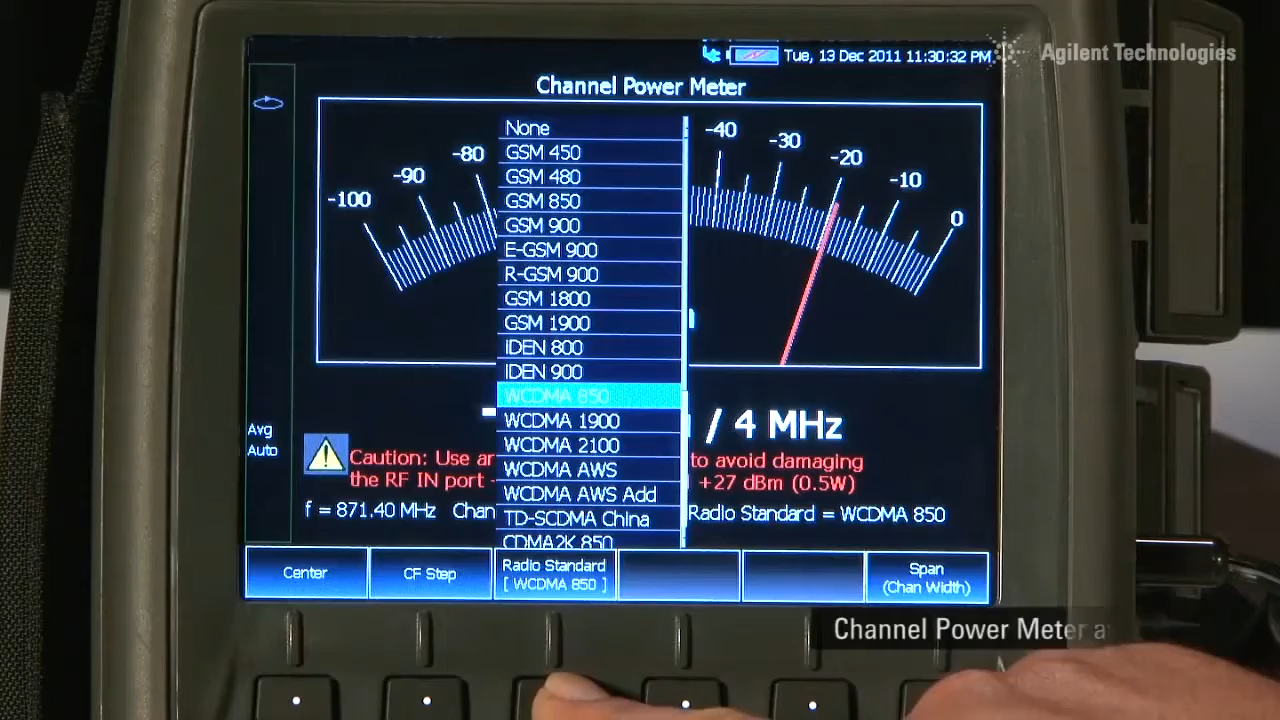 Tue, 13 Dec 2011 11:30:32 PM
Agilent Technologies
Channel Power Meter
-100
-90
-80
-40
-30
-20
-10
0
None
GSM 450
GSM 480
GSM 850
GSM 900
E-GSM 900
R-GSM 900
GSM 1800
GSM 1900
IDEN 800
IDEN 900
WCDMA 850
WCDMA 1900
WCDMA 2100
WCDMA AWS
WCDMA AWS Add
TD-SCDMA China
CDMA2K 850
/ 4 MHz
Avg
Auto
Caution: Use an to avoid damaging
the RF IN port - +27 dBm (0.5W)
f = 871.40 MHz Chan Radio Standard = WCDMA 850
Center
CF Step
Radio Standard
[ WCDMA 850 ]
Span
(Chan Width)
Channel Power Meter a